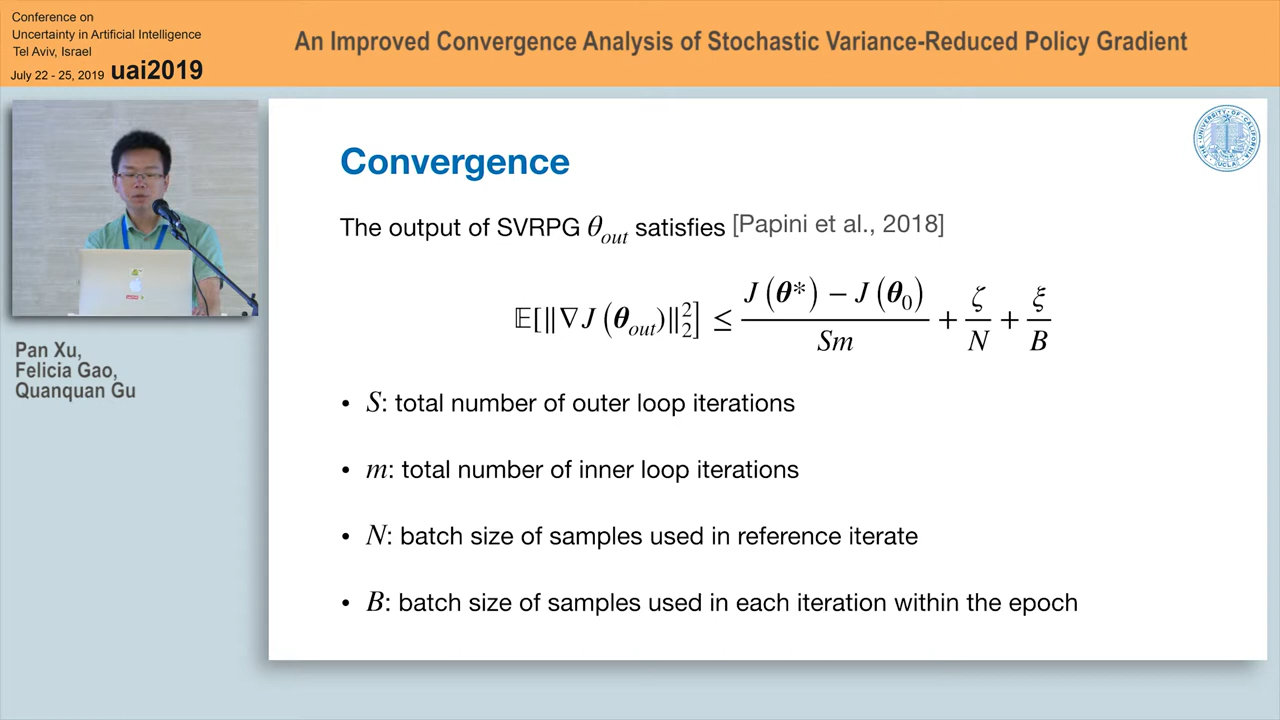 Conference on
Uncertainty in Artificial Intelligence
Tel Aviv, Israel
July 22 - 25, 2019 uai2019
An Improved Convergence Analysis of Stochastic Variance-Reduced Policy Gradient
Pan Xu,
Felicia Gao,
Quanquan Gu
Convergence
The output of SVRPG θ_out satisfies [Papini et al., 2018]
𝔼[‖∇J(θ_out)‖₂²] ≤ (J(θ*) − J(θ₀))/(Sm) + ζ/N + ξ/B
• S: total number of outer loop iterations
• m: total number of inner loop iterations
• N: batch size of samples used in reference iterate
• B: batch size of samples used in each iteration within the epoch